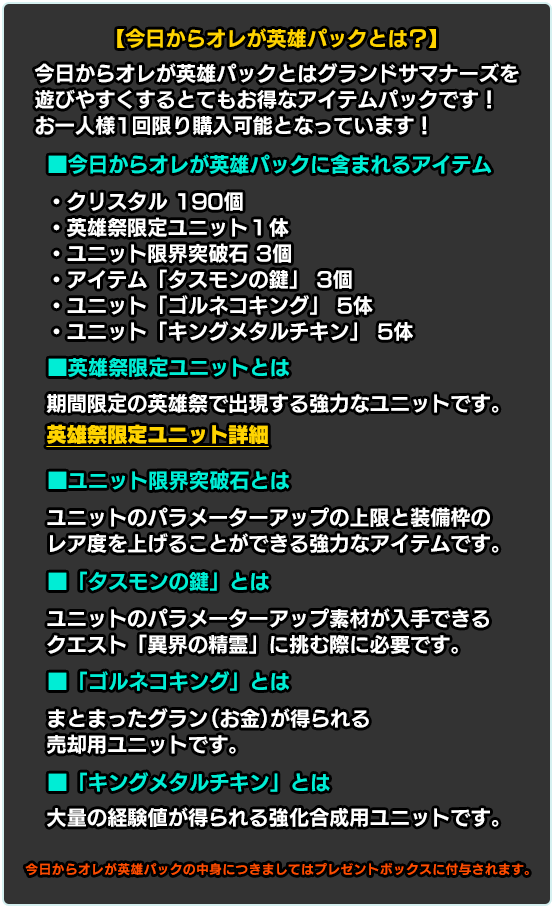 【今日からオレが英雄パックとは？】
今日からオレが英雄パックとはグランドサマナーズを
遊びやすくするとてもお得なアイテムパックです！
お一人様1回限り購入可能となっています！
■今日からオレが英雄パックに含まれるアイテム
・クリスタル 190個
・英雄祭限定ユニット１体
・ユニット限界突破石 3個
・アイテム「タスモンの鍵」 3個
・ユニット「ゴルネコキング」 5体
・ユニット「キングメタルチキン」 5体
■英雄祭限定ユニットとは
期間限定の英雄祭で出現する強力なユニットです。
英雄祭限定ユニット詳細
■ユニット限界突破石とは
ユニットのパラメーターアップの上限と装備枠の
レア度を上げることができる強力なアイテムです。
■「タスモンの鍵」とは
ユニットのパラメーターアップ素材が入手できる
クエスト「異界の精霊」に挑む際に必要です。
■「ゴルネコキング」とは
まとまったグラン(お金)が得られる
売却用ユニットです。
■「キングメタルチキン」とは
大量の経験値が得られる強化合成用ユニットです。
今日からオレが英雄パックの中身につきましてはプレゼントボックスに付与されます。